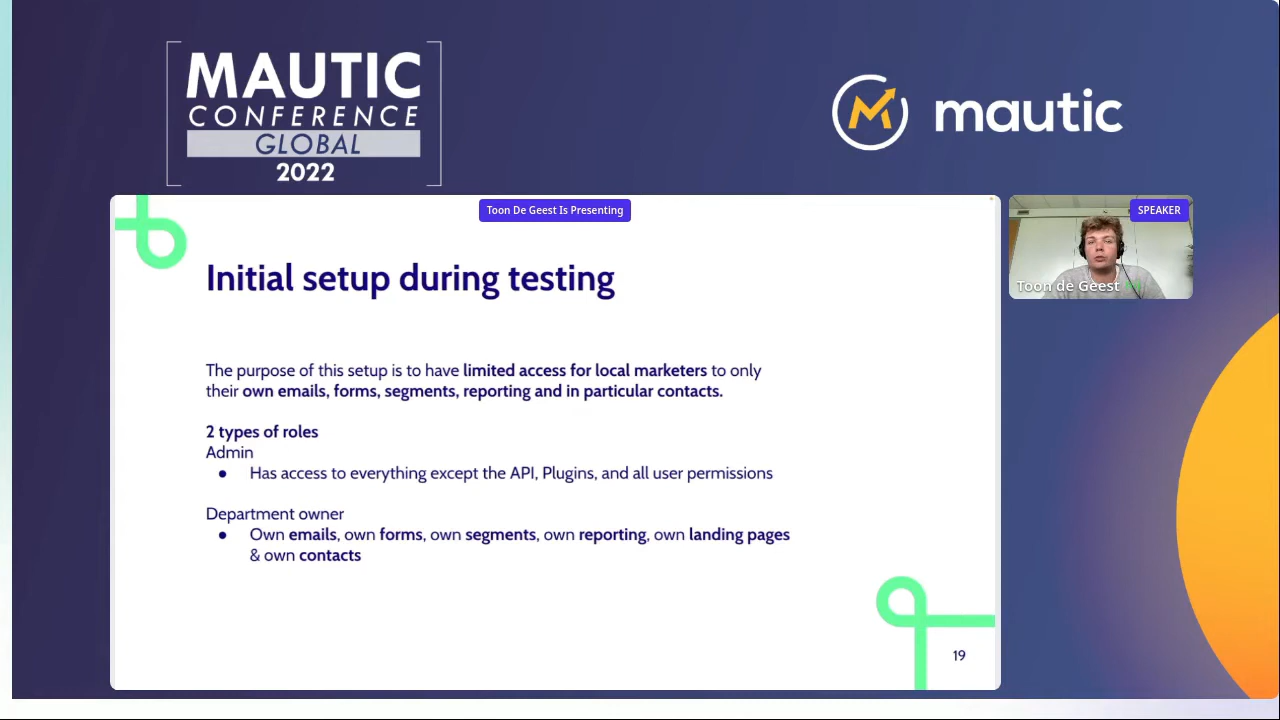 MAUTIC
CONFERENCE
GLOBAL
2022
mautic
Toon De Geest Is Presenting
SPEAKER
Toon de Geest
Initial setup during testing
The purpose of this setup is to have limited access for local marketers to only
their own emails, forms, segments, reporting and in particular contacts.
2 types of roles
Admin
● Has access to everything except the API, Plugins, and all user permissions
Department owner
● Own emails, own forms, own segments, own reporting, own landing pages
& own contacts
19